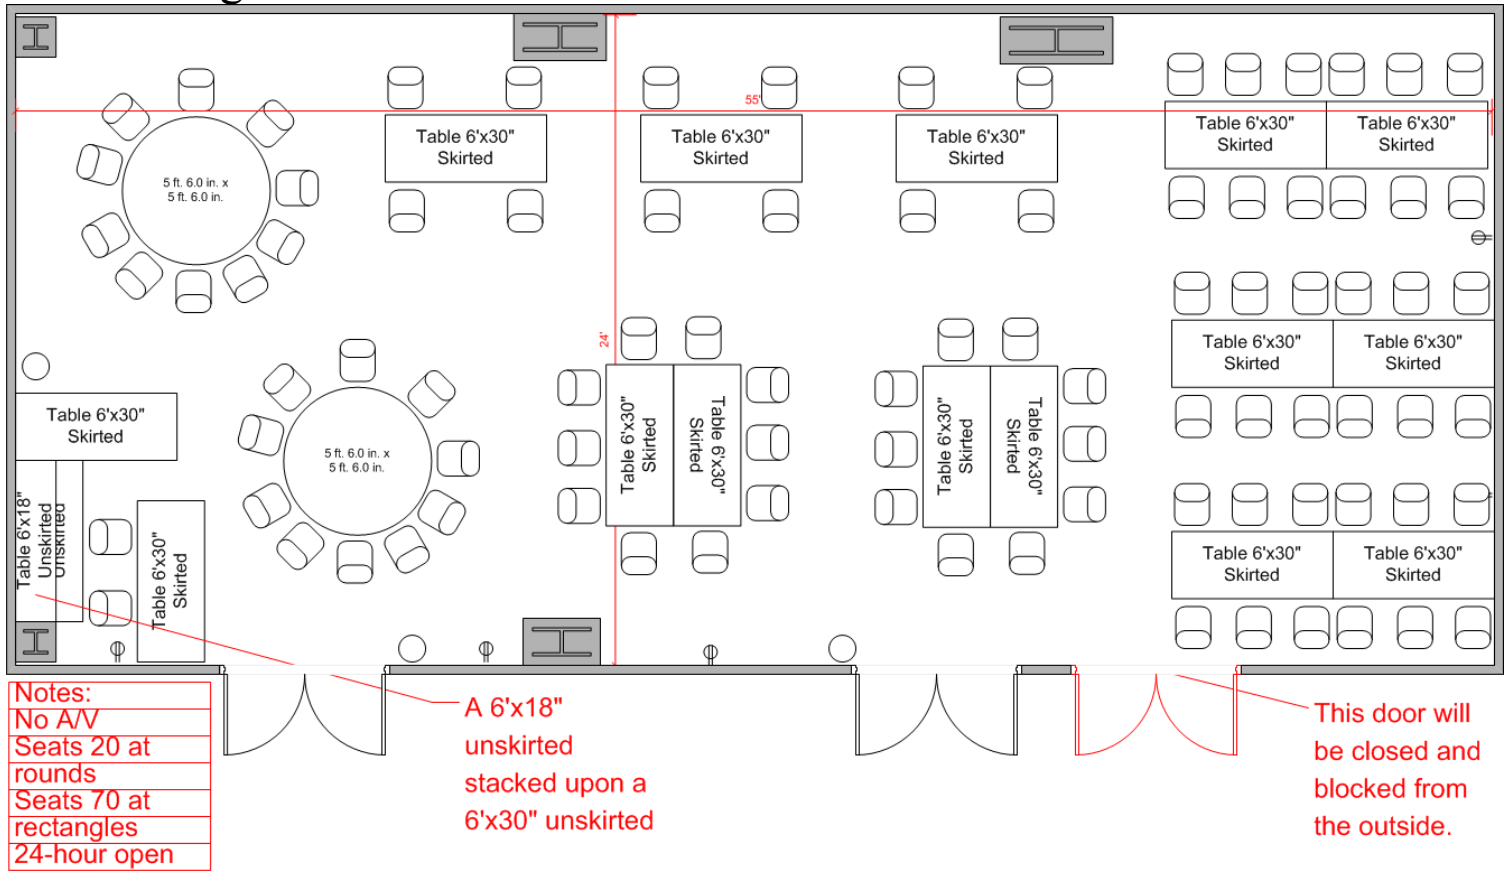 55'
Table 6'x30"
Skirted
Table 6'x30"
Skirted
Table 6'x30"
Skirted
Table 6'x30"
Skirted
Table 6'x30"
Skirted
5 ft. 6.0 in. x
5 ft. 6.0 in.
24'
Table 6'x30"
Skirted
Table 6'x30"
Skirted
Table 6'x30"
Skirted
5 ft. 6.0 in. x
5 ft. 6.0 in.
Table 6'x30"
Skirted
Table 6'x30"
Skirted
Table 6'x30"
Skirted
Table 6'x30"
Skirted
Table 6'x18"
Unskirted
Unskirted
Table 6'x30"
Skirted
Table 6'x30"
Skirted
Table 6'x30"
Skirted
Notes:
No A/V
Seats 20 at
rounds
Seats 70 at
rectangles
24-hour open
A 6'x18"
unskirted
stacked upon a
6'x30" unskirted
This door will
be closed and
blocked from
the outside.